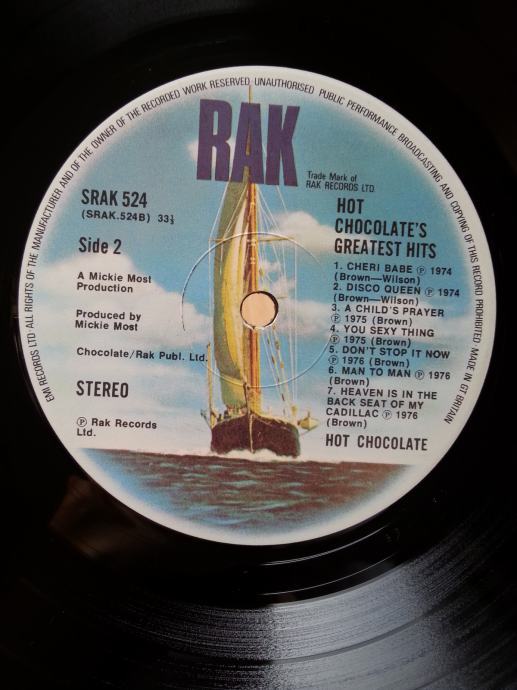 EMI RECORDS LTD ALL RIGHTS OF THE MANUFACTURER AND OF THE OWNER OF THE RECORDED WORK RESERVED UNAUTHORISED PUBLIC PERFORMANCE BROADCASTING AND COPYING OF THIS RECORD PROHIBITED MADE IN GT BRITAIN
RAK
Trade Mark of
RAK RECORDS LTD.
SRAK 524
(SRAK.524B) 33⅓
Side 2
A Mickie Most
Production
Produced by
Mickie Most
Chocolate/Rak Publ. Ltd.
STEREO
Ⓟ Rak Records
Ltd.
HOT
CHOCOLATE'S
GREATEST HITS
1. CHERI BABE Ⓟ 1974
(Brown—Wilson)
2. DISCO QUEEN Ⓟ 1974
(Brown—Wilson)
3. A CHILD'S PRAYER
Ⓟ 1975 (Brown)
4. YOU SEXY THING
Ⓟ 1975 (Brown)
5. DON'T STOP IT NOW
Ⓟ 1976 (Brown)
6. MAN TO MAN Ⓟ 1976
(Brown)
7. HEAVEN IS IN THE
BACK SEAT OF MY
CADILLAC Ⓟ 1976
(Brown)
HOT CHOCOLATE